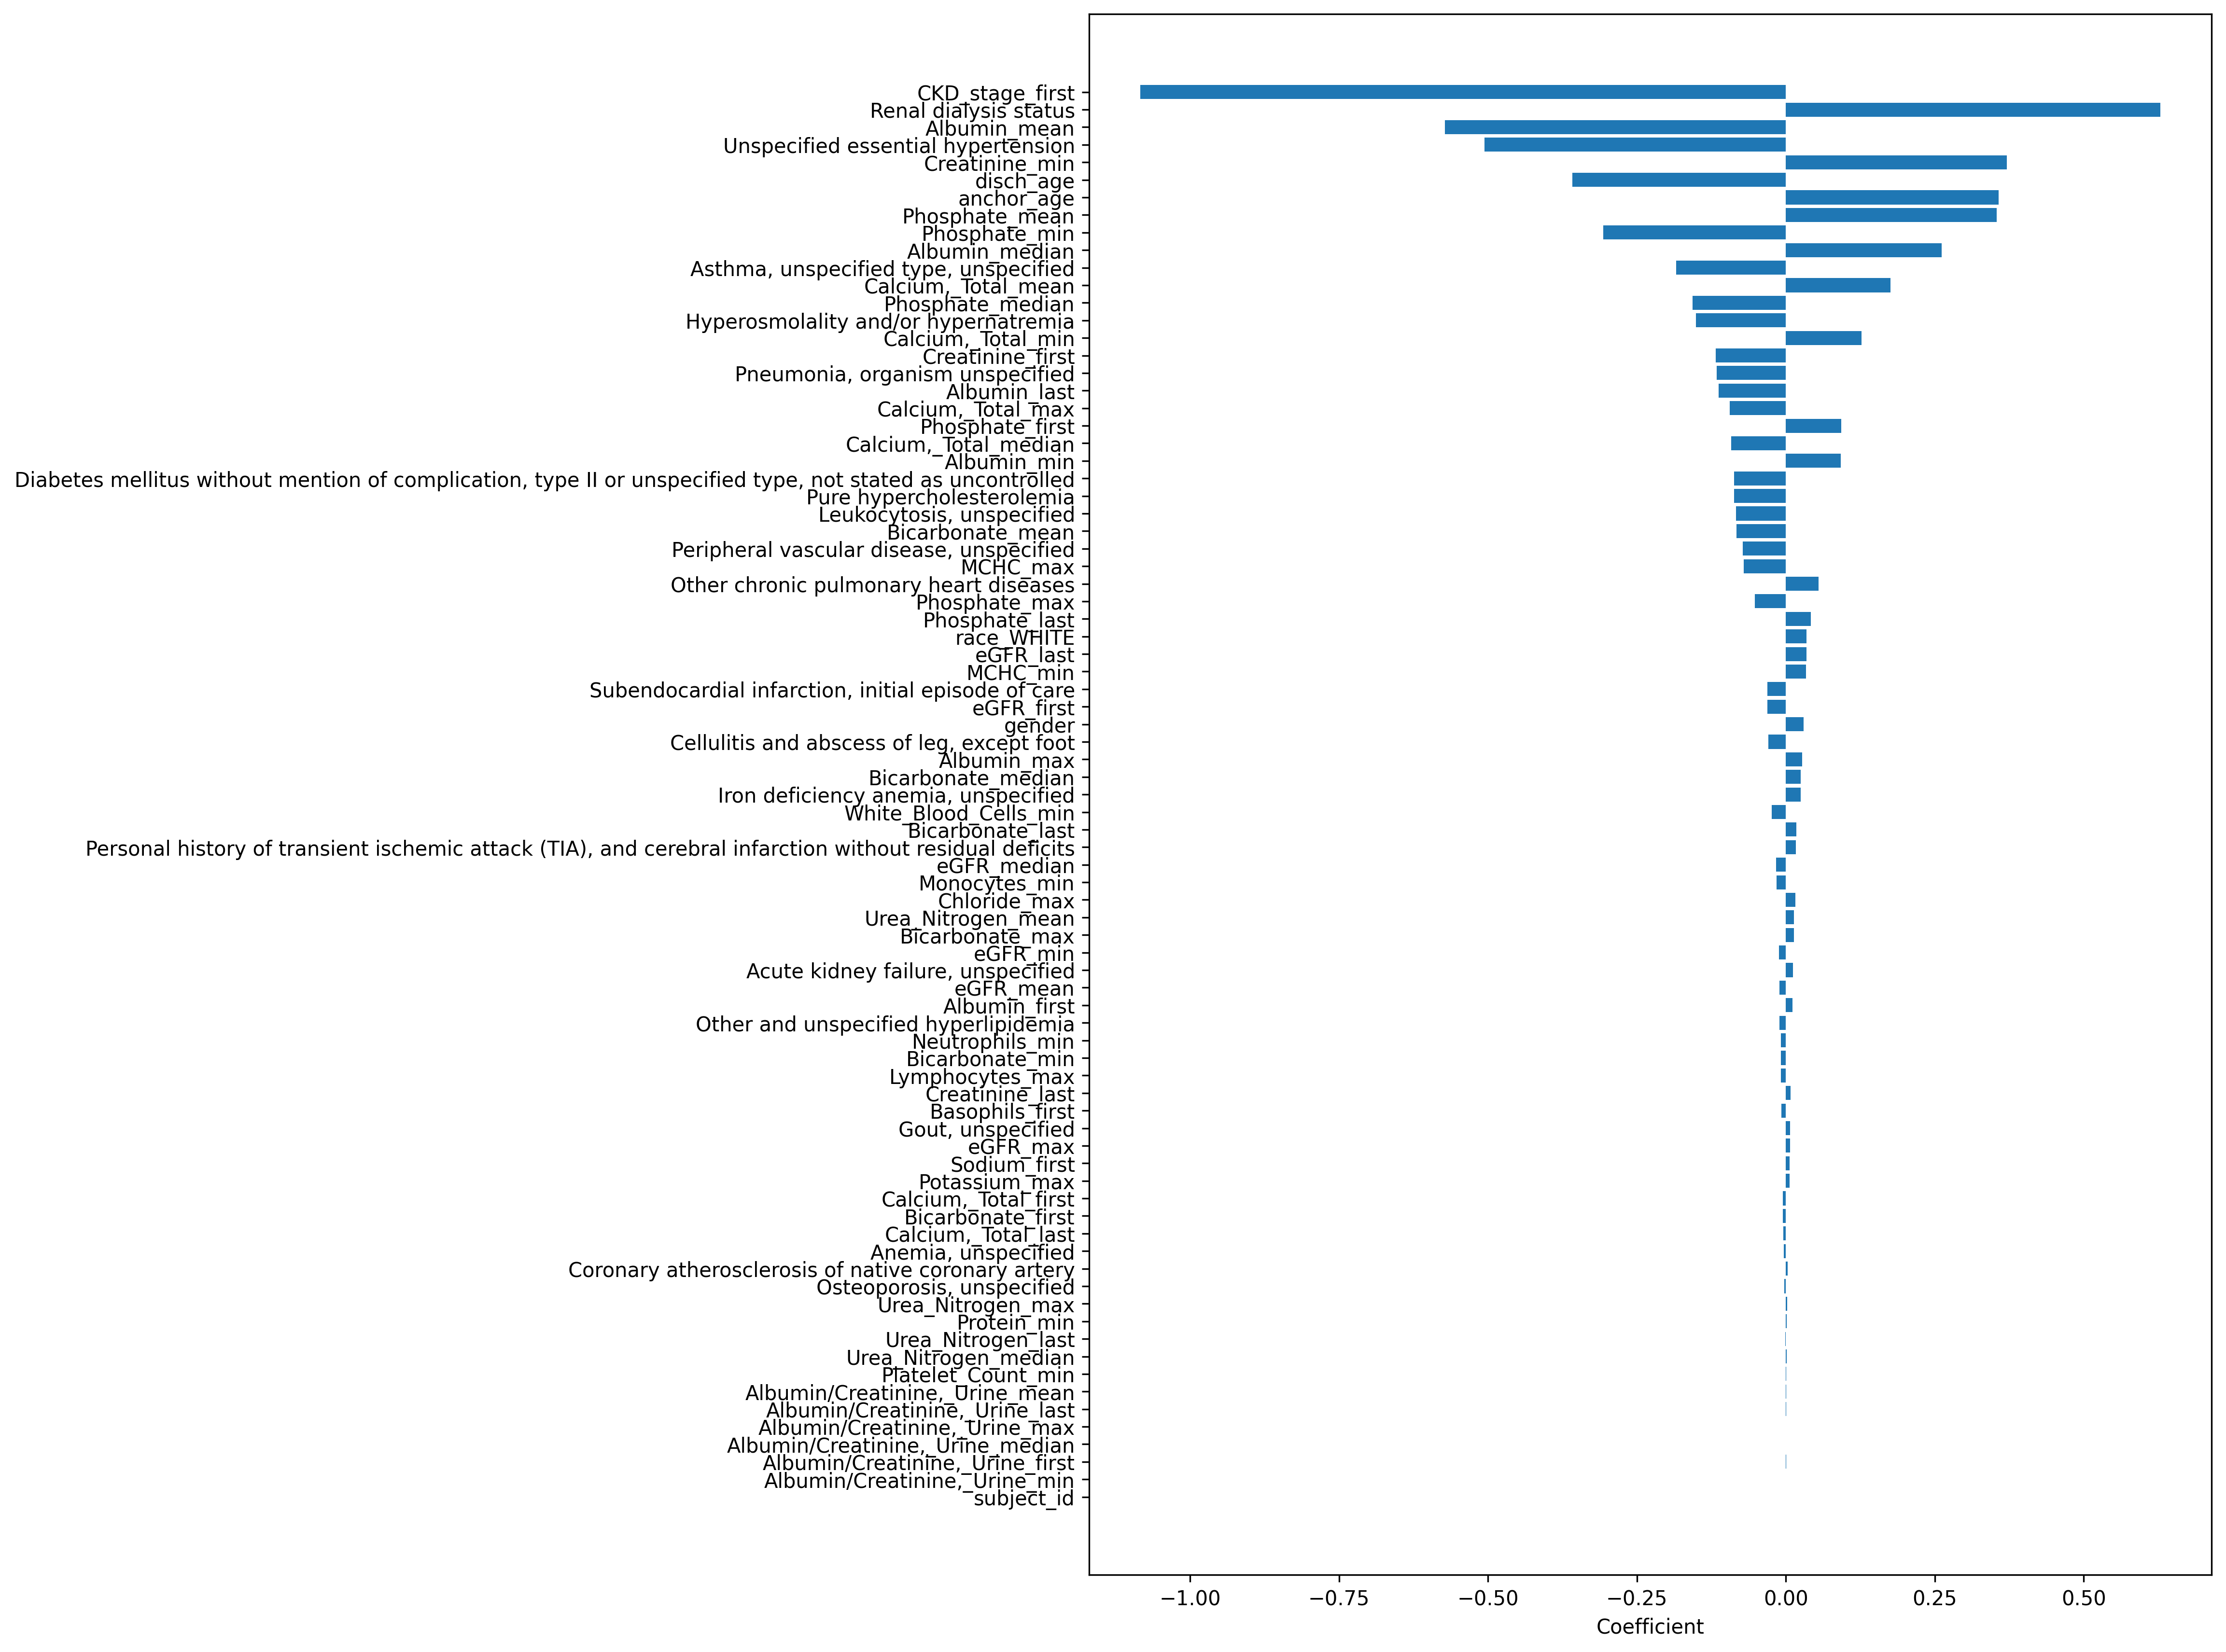 CKD_stage_first
Renal dialysis status
Albumin_mean
Unspecified essential hypertension
Creatinine_min
disch_age
anchor_age
Phosphate_mean
Phosphate_min
Albumin_median
Asthma, unspecified type, unspecified
Calcium,_Total_mean
Phosphate_median
Hyperosmolality and/or hypernatremia
Calcium,_Total_min
Creatinine_first
Pneumonia, organism unspecified
Albumin_last
Calcium,_Total_max
Phosphate_first
Calcium,_Total_median
Albumin_min
Diabetes mellitus without mention of complication, type II or unspecified type, not stated as uncontrolled
Pure hypercholesterolemia
Leukocytosis, unspecified
Bicarbonate_mean
Peripheral vascular disease, unspecified
MCHC_max
Other chronic pulmonary heart diseases
Phosphate_max
Phosphate_last
race_WHITE
eGFR_last
MCHC_min
Subendocardial infarction, initial episode of care
eGFR_first
gender
Cellulitis and abscess of leg, except foot
Albumin_max
Bicarbonate_median
Iron deficiency anemia, unspecified
White_Blood_Cells_min
Bicarbonate_last
Personal history of transient ischemic attack (TIA), and cerebral infarction without residual deficits
eGFR_median
Monocytes_min
Chloride_max
Urea_Nitrogen_mean
Bicarbonate_max
eGFR_min
Acute kidney failure, unspecified
eGFR_mean
Albumin_first
Other and unspecified hyperlipidemia
Neutrophils_min
Bicarbonate_min
Lymphocytes_max
Creatinine_last
Basophils_first
Gout, unspecified
eGFR_max
Sodium_first
Potassium_max
Calcium,_Total_first
Bicarbonate_first
Calcium,_Total_last
Anemia, unspecified
Coronary atherosclerosis of native coronary artery
Osteoporosis, unspecified
Urea_Nitrogen_max
Protein_min
Urea_Nitrogen_last
Urea_Nitrogen_median
Platelet_Count_min
Albumin/Creatinine,_Urine_mean
Albumin/Creatinine,_Urine_last
Albumin/Creatinine,_Urine_max
Albumin/Creatinine,_Urine_median
Albumin/Creatinine,_Urine_first
Albumin/Creatinine,_Urine_min
subject_id
−1.00 −0.75 −0.50 −0.25 0.00 0.25 0.50
Coefficient